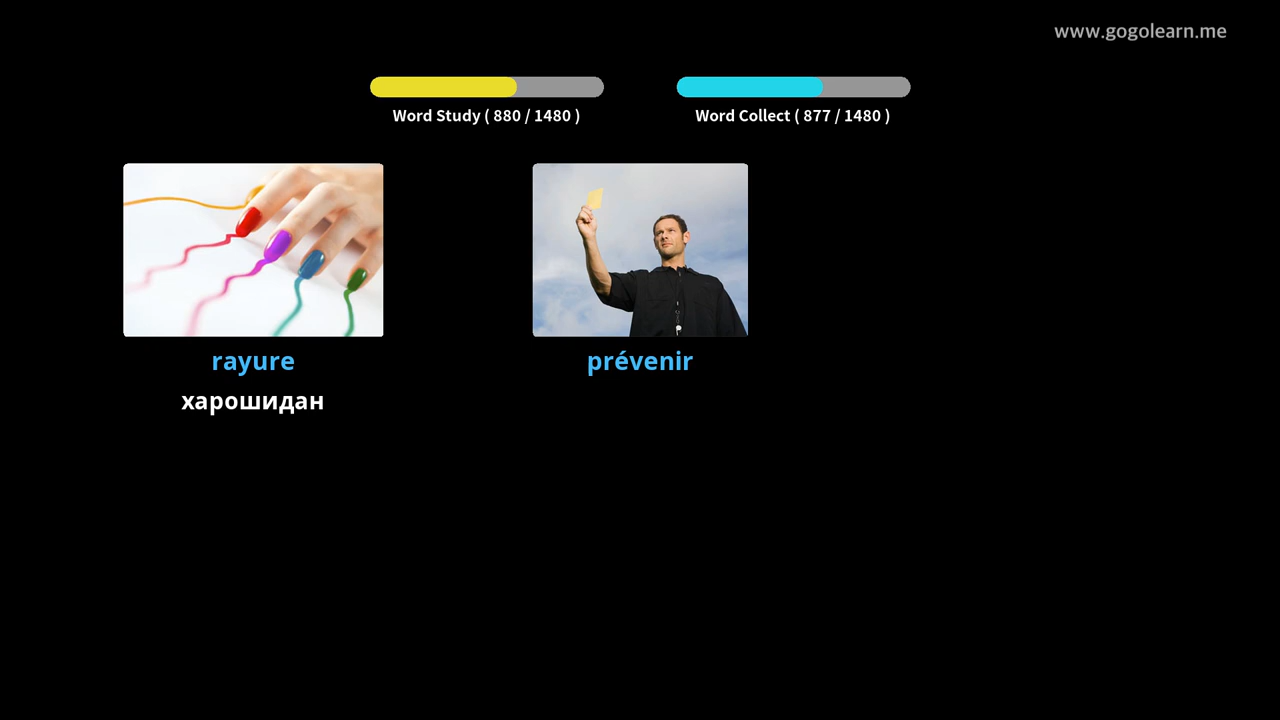 www.gogolearn.me
Word Study ( 880 / 1480 )
Word Collect ( 877 / 1480 )
rayure
prévenir
харошидан